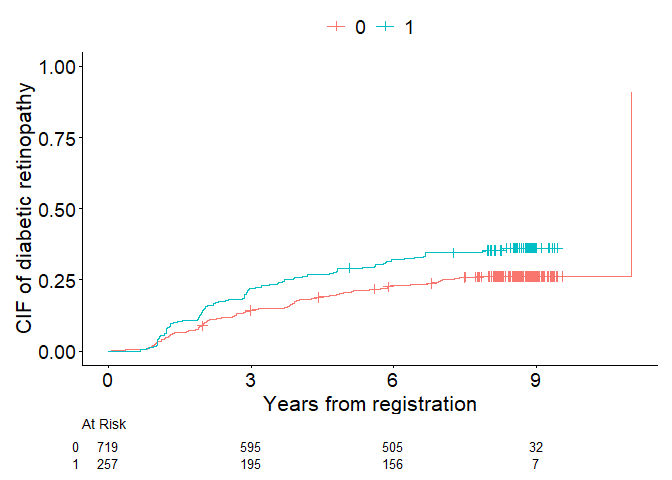 0 1
CIF of diabetic retinopathy
1.00
0.75
0.50
0.25
0.00
0 3 6 9
Years from registration
At Risk
0 719 595 505 32
1 257 195 156 7